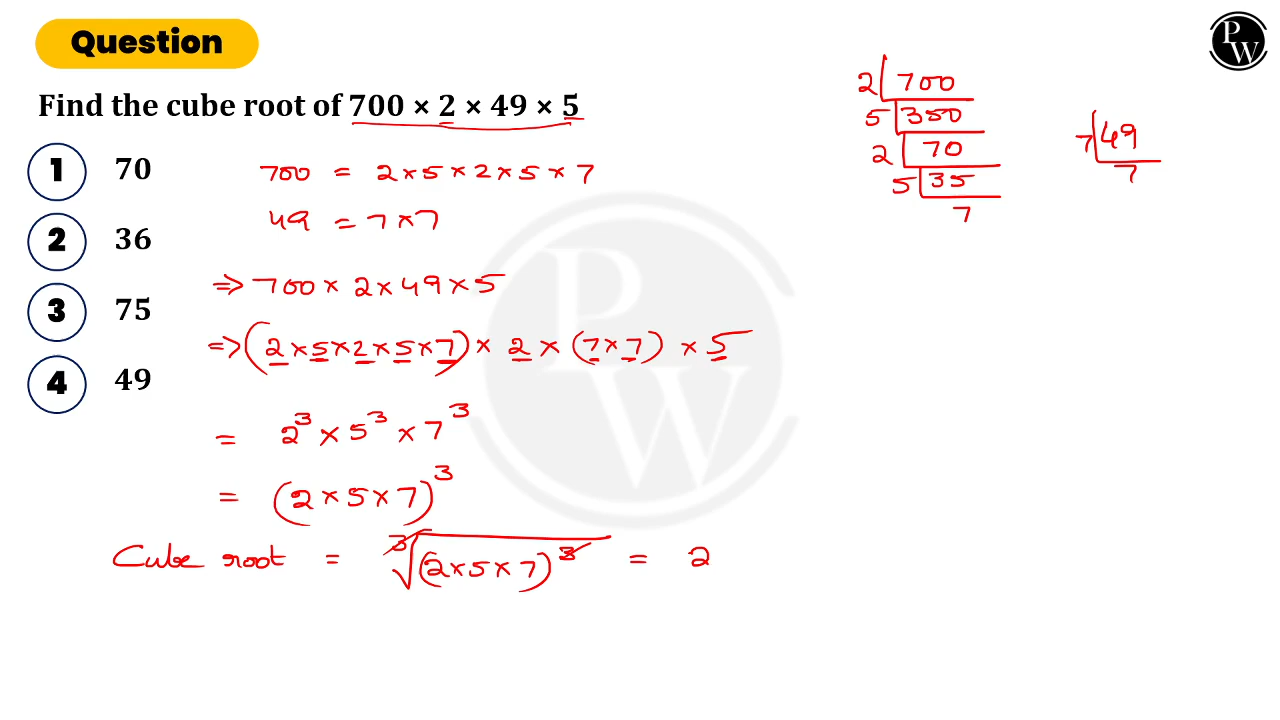 Question
PW
Find the cube root of 700 × 2 × 49 × 5
1 70
2 36
3 75
4 49
700 = 2 × 5 × 2 × 5 × 7
49 = 7 × 7
⇒ 700 × 2 × 49 × 5
⇒ (2 × 5 × 2 × 5 × 7) × 2 × (7 × 7) × 5
= 2³ × 5³ × 7³
= (2 × 5 × 7)³
Cube root = ∛(2 × 5 × 7)³ = 2
2 700
5 350
2 70
5 35
7
7 49
7
PW